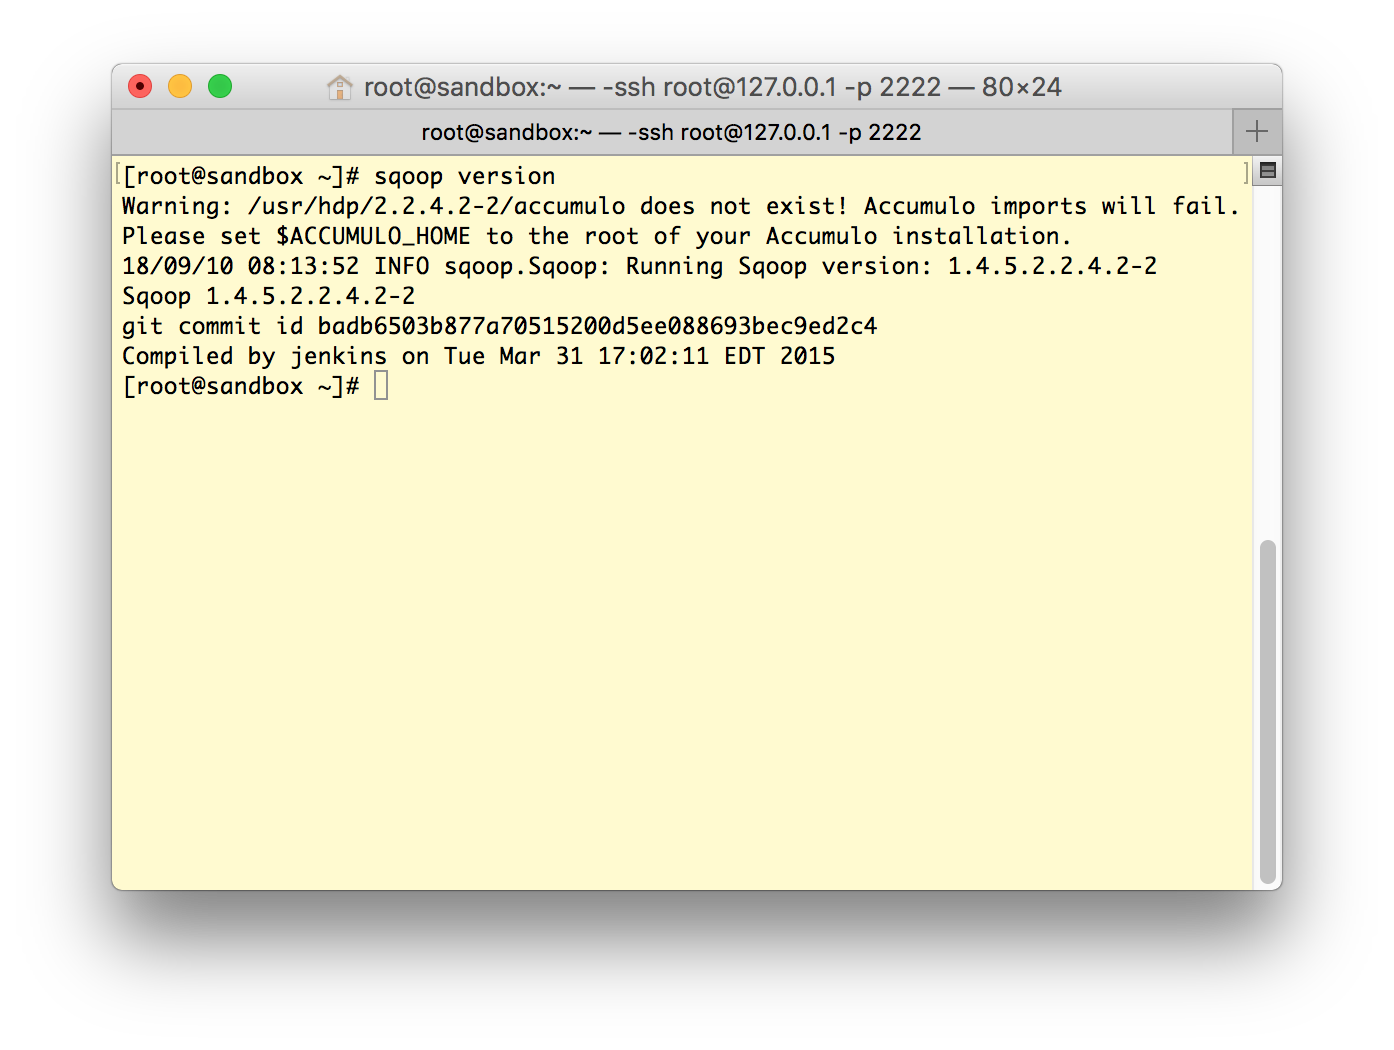 root@sandbox:~ — -ssh root@127.0.0.1 -p 2222 — 80×24
root@sandbox:~ — -ssh root@127.0.0.1 -p 2222
[[root@sandbox ~]# sqoop version ]
Warning: /usr/hdp/2.2.4.2-2/accumulo does not exist! Accumulo imports will fail.
Please set $ACCUMULO_HOME to the root of your Accumulo installation.
18/09/10 08:13:52 INFO sqoop.Sqoop: Running Sqoop version: 1.4.5.2.2.4.2-2
Sqoop 1.4.5.2.2.4.2-2
git commit id badb6503b877a70515200d5ee088693bec9ed2c4
Compiled by jenkins on Tue Mar 31 17:02:11 EDT 2015
[root@sandbox ~]#